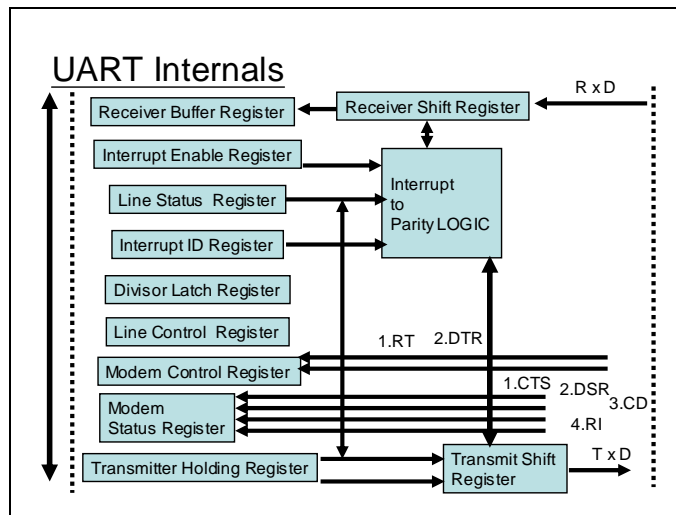 UART Internals
R x D
Receiver Buffer Register
Receiver Shift Register
Interrupt Enable Register
Interrupt
to
Parity LOGIC
Line Status Register
Interrupt ID Register
Divisor Latch Register
Line Control Register
1.RT
2.DTR
Modem Control Register
1.CTS
2.DSR
3.CD
Modem
Status Register
4.RI
Transmitter Holding Register
Transmit Shift
Register
T x D